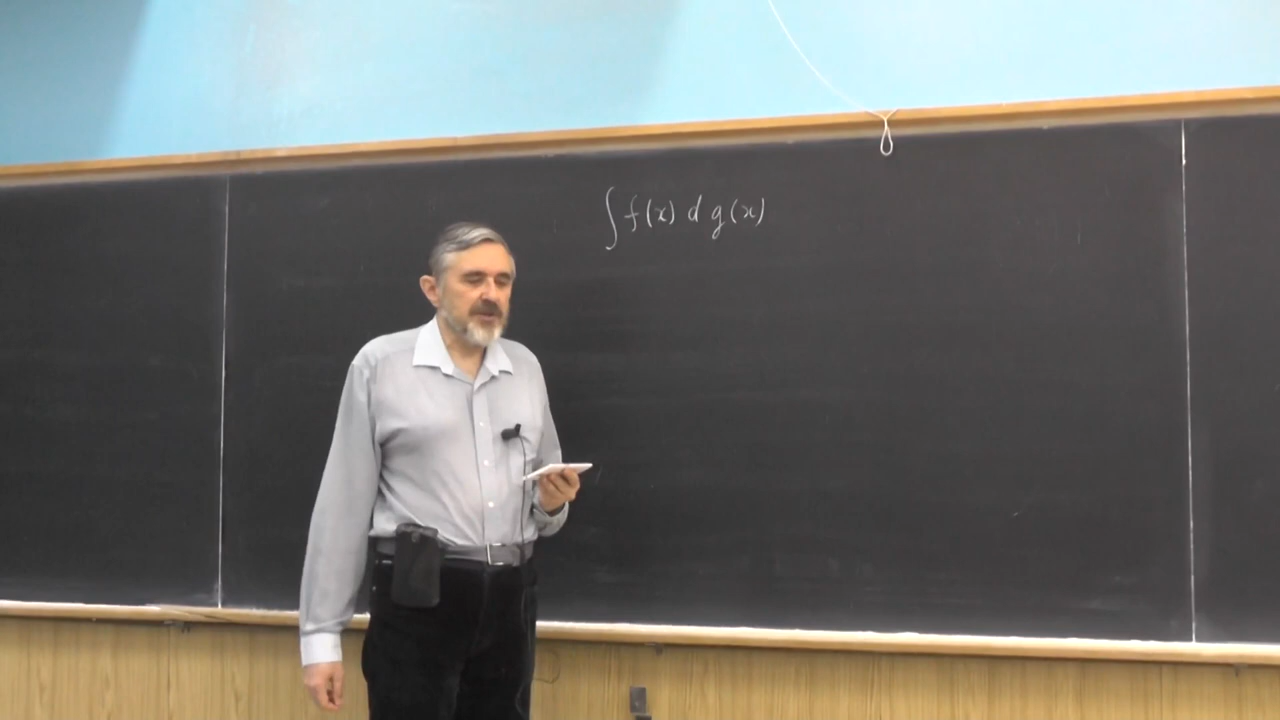 ∫ f(x) d g(x)